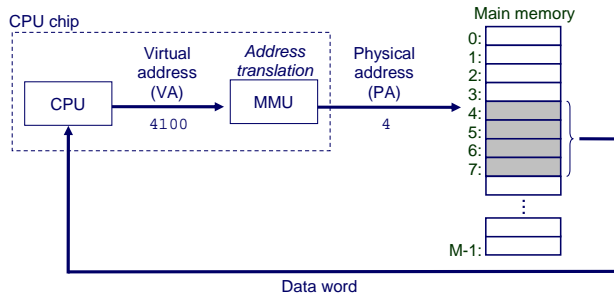 CPU chip
Virtual
address
(VA)
Address
translation
Physical
address
(PA)
Main memory
CPU
MMU
4100
4
0:
1:
2:
3:
4:
5:
6:
7:
⋮
M-1:
Data word